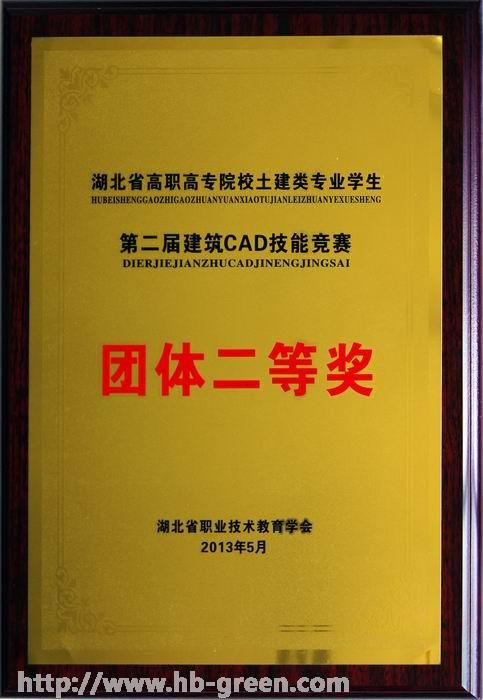 湖北省高职高专院校土建类专业学生
HUBEISHENGGAOZHIGAOZHUANYUANXIAOTUJIANLEIZHUANYEXUESHENG
第二届建筑CAD技能竞赛
DIERJIEJIANZHUCADJINENGJINGSAI
团体二等奖
湖北省职业技术教育学会
2013年5月
http://www.hb-green.com